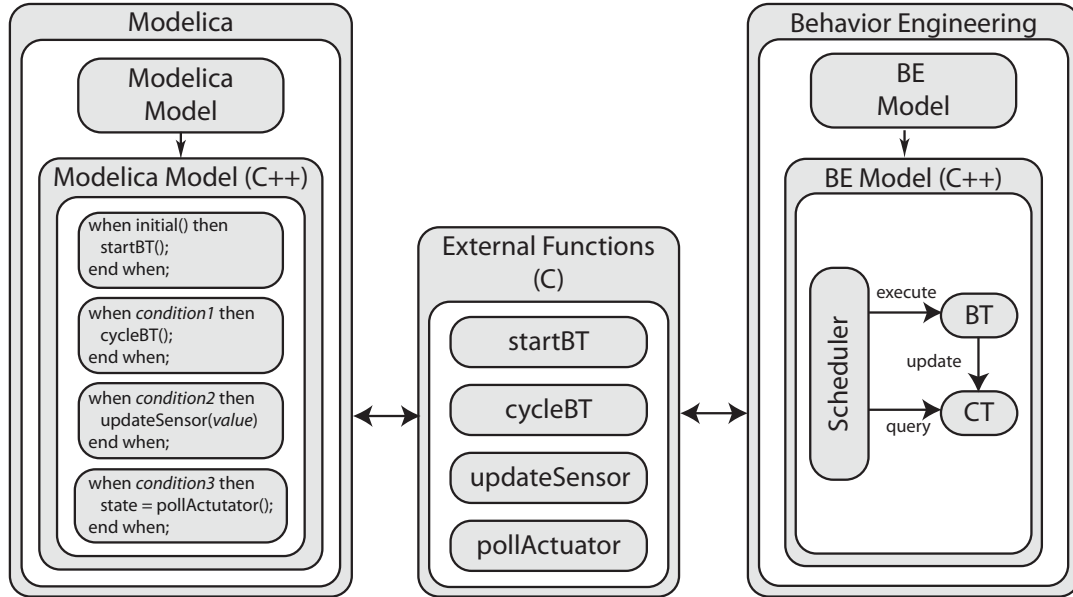 Modelica
Modelica
Model
Modelica Model (C++)
when initial() then
startBT();
end when;
when condition1 then
cycleBT();
end when;
when condition2 then
updateSensor(value)
end when;
when condition3 then
state = pollActutator();
end when;
External Functions
(C)
startBT
cycleBT
updateSensor
pollActuator
Behavior Engineering
BE
Model
BE Model (C++)
Scheduler
execute
BT
update
query
CT